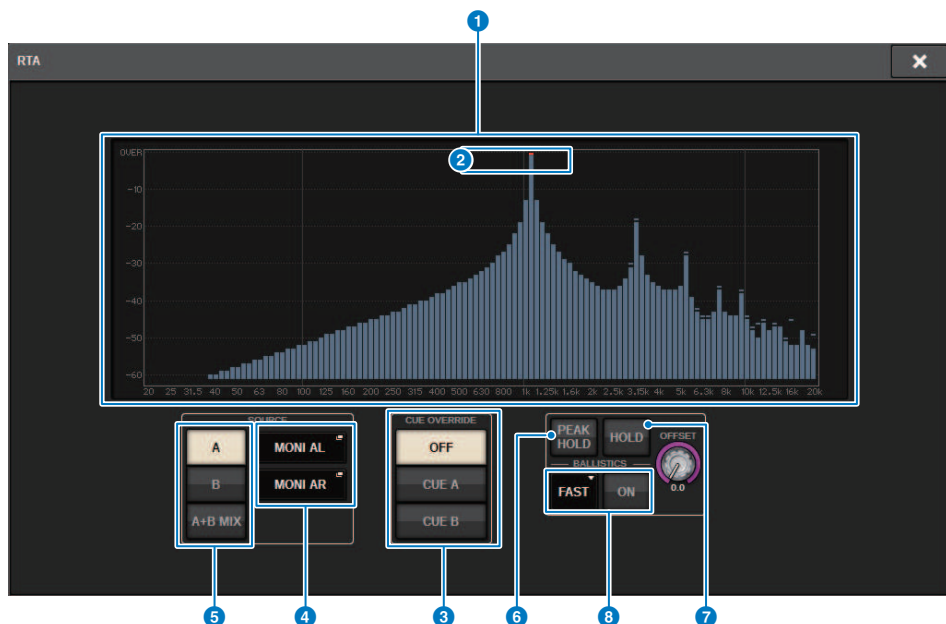 1
RTA
OVER
2
-10
-20
-30
-40
-50
-60
20 25 31.5 40 50 63 80 100 125 160 200 250 315 400 500 630 800 1k 1.25k 1.6k 2k 2.5k 3.15k 4k 5k 6.3k 8k 10k 12.5k 16k 20k
SOURCE
A
B
A+B MIX
MONI AL
MONI AR
CUE OVERRIDE
OFF
CUE A
CUE B
PEAK
HOLD
HOLD
OFFSET
0.0
BALLISTICS
FAST
ON
5 4 3 6 8 7